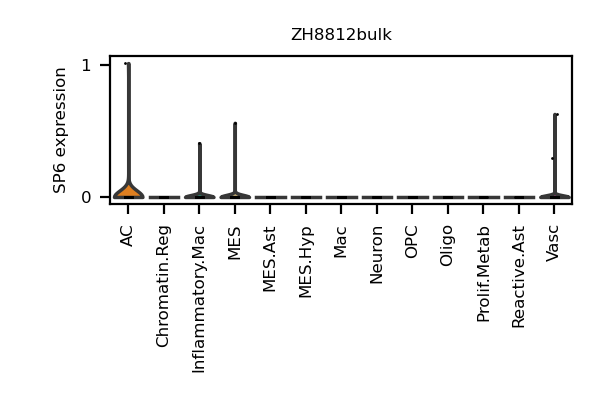 ZH8812bulk
SP6 expression
1
0
AC
Chromatin.Reg
Inflammatory.Mac
MES
MES.Ast
MES.Hyp
Mac
Neuron
OPC
Oligo
Prolif.Metab
Reactive.Ast
Vasc